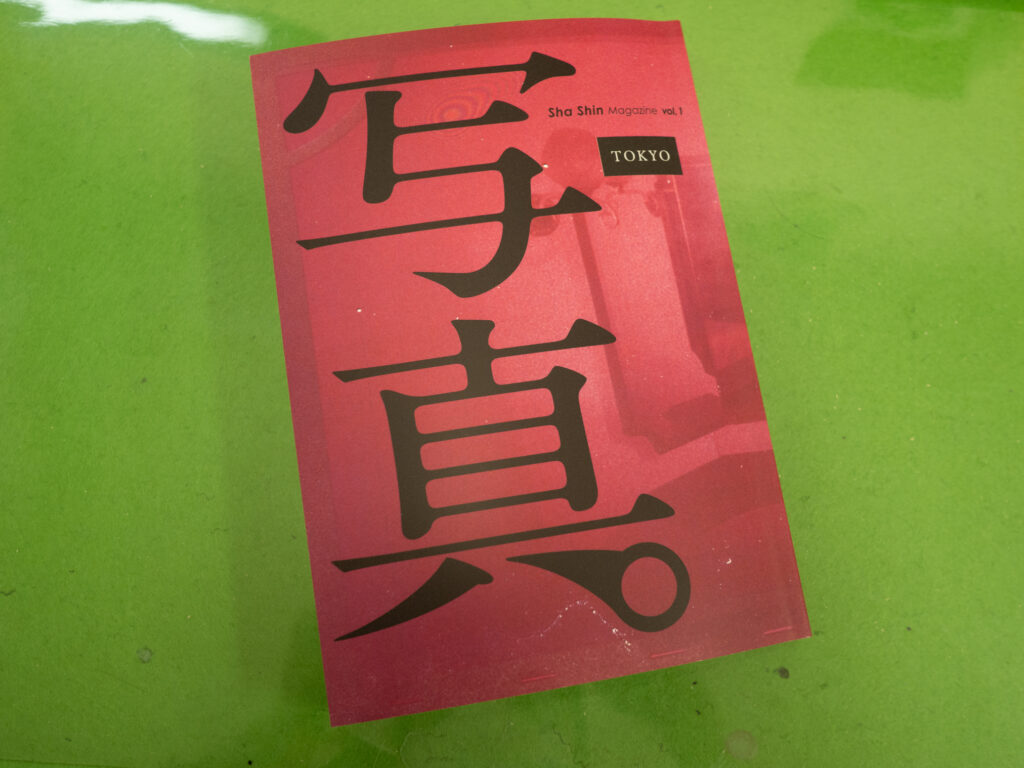 写真。
Sha Shin Magazine vol.1
TOKYO